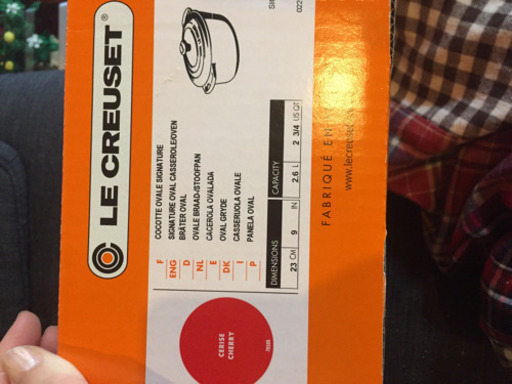 LE CREUSET®
F COCOTTE OVALE SIGNATURE
ENG SIGNATURE OVAL CASSEROLE/OVEN
D BRÄTER OVAL
NL OVALE BRAAD-/STOOFPAN
E CACEROLA OVALADA
DK OVAL GRYDE
I CASSERUOLA OVALE
P PANELA OVAL
DIMENSIONS CAPACITY
23 CM 9 IN 2.6 L 2 3/4 US QT
CERISE
CHERRY
FABRIQUÉ EN
www.lecreuset